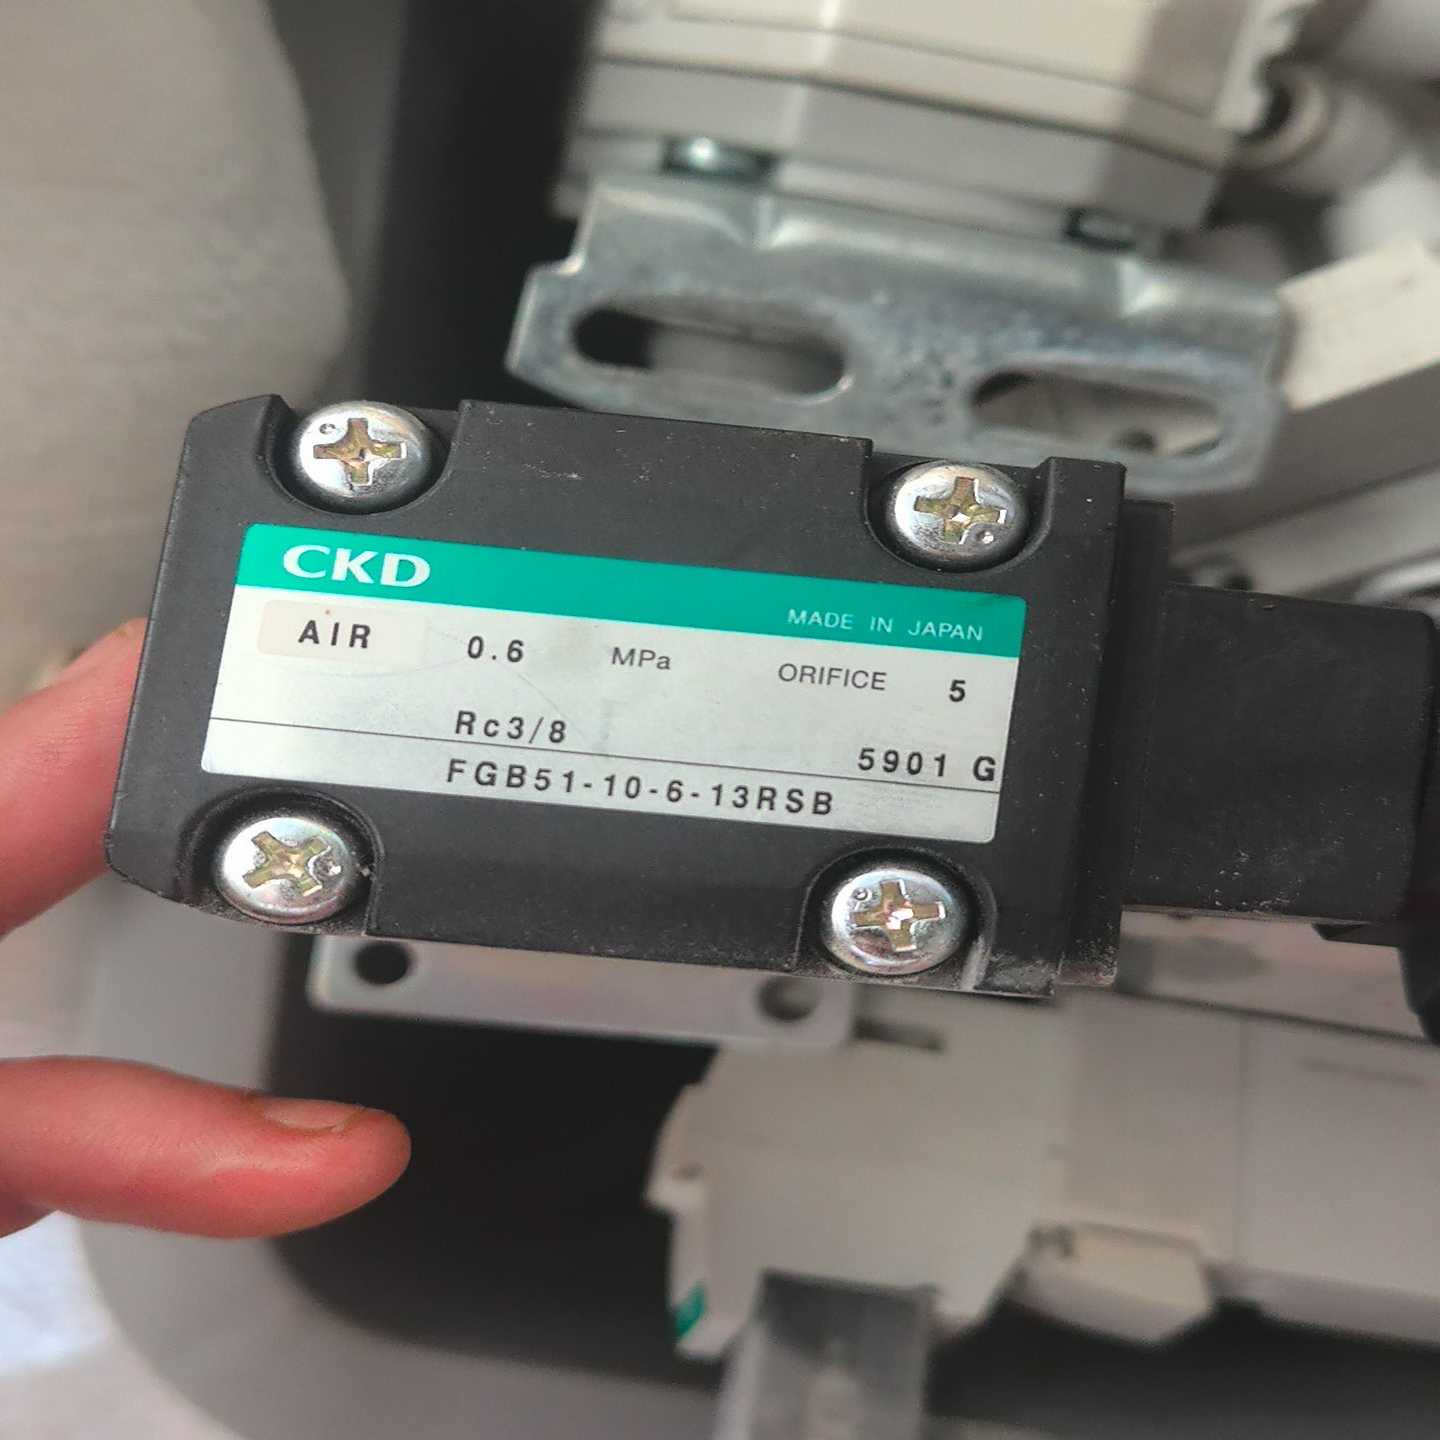 CKD
MADE IN JAPAN
AIR 0.6 MPa ORIFICE 5
Rc3/8
5901 G
FGB51-10-6-13RSB